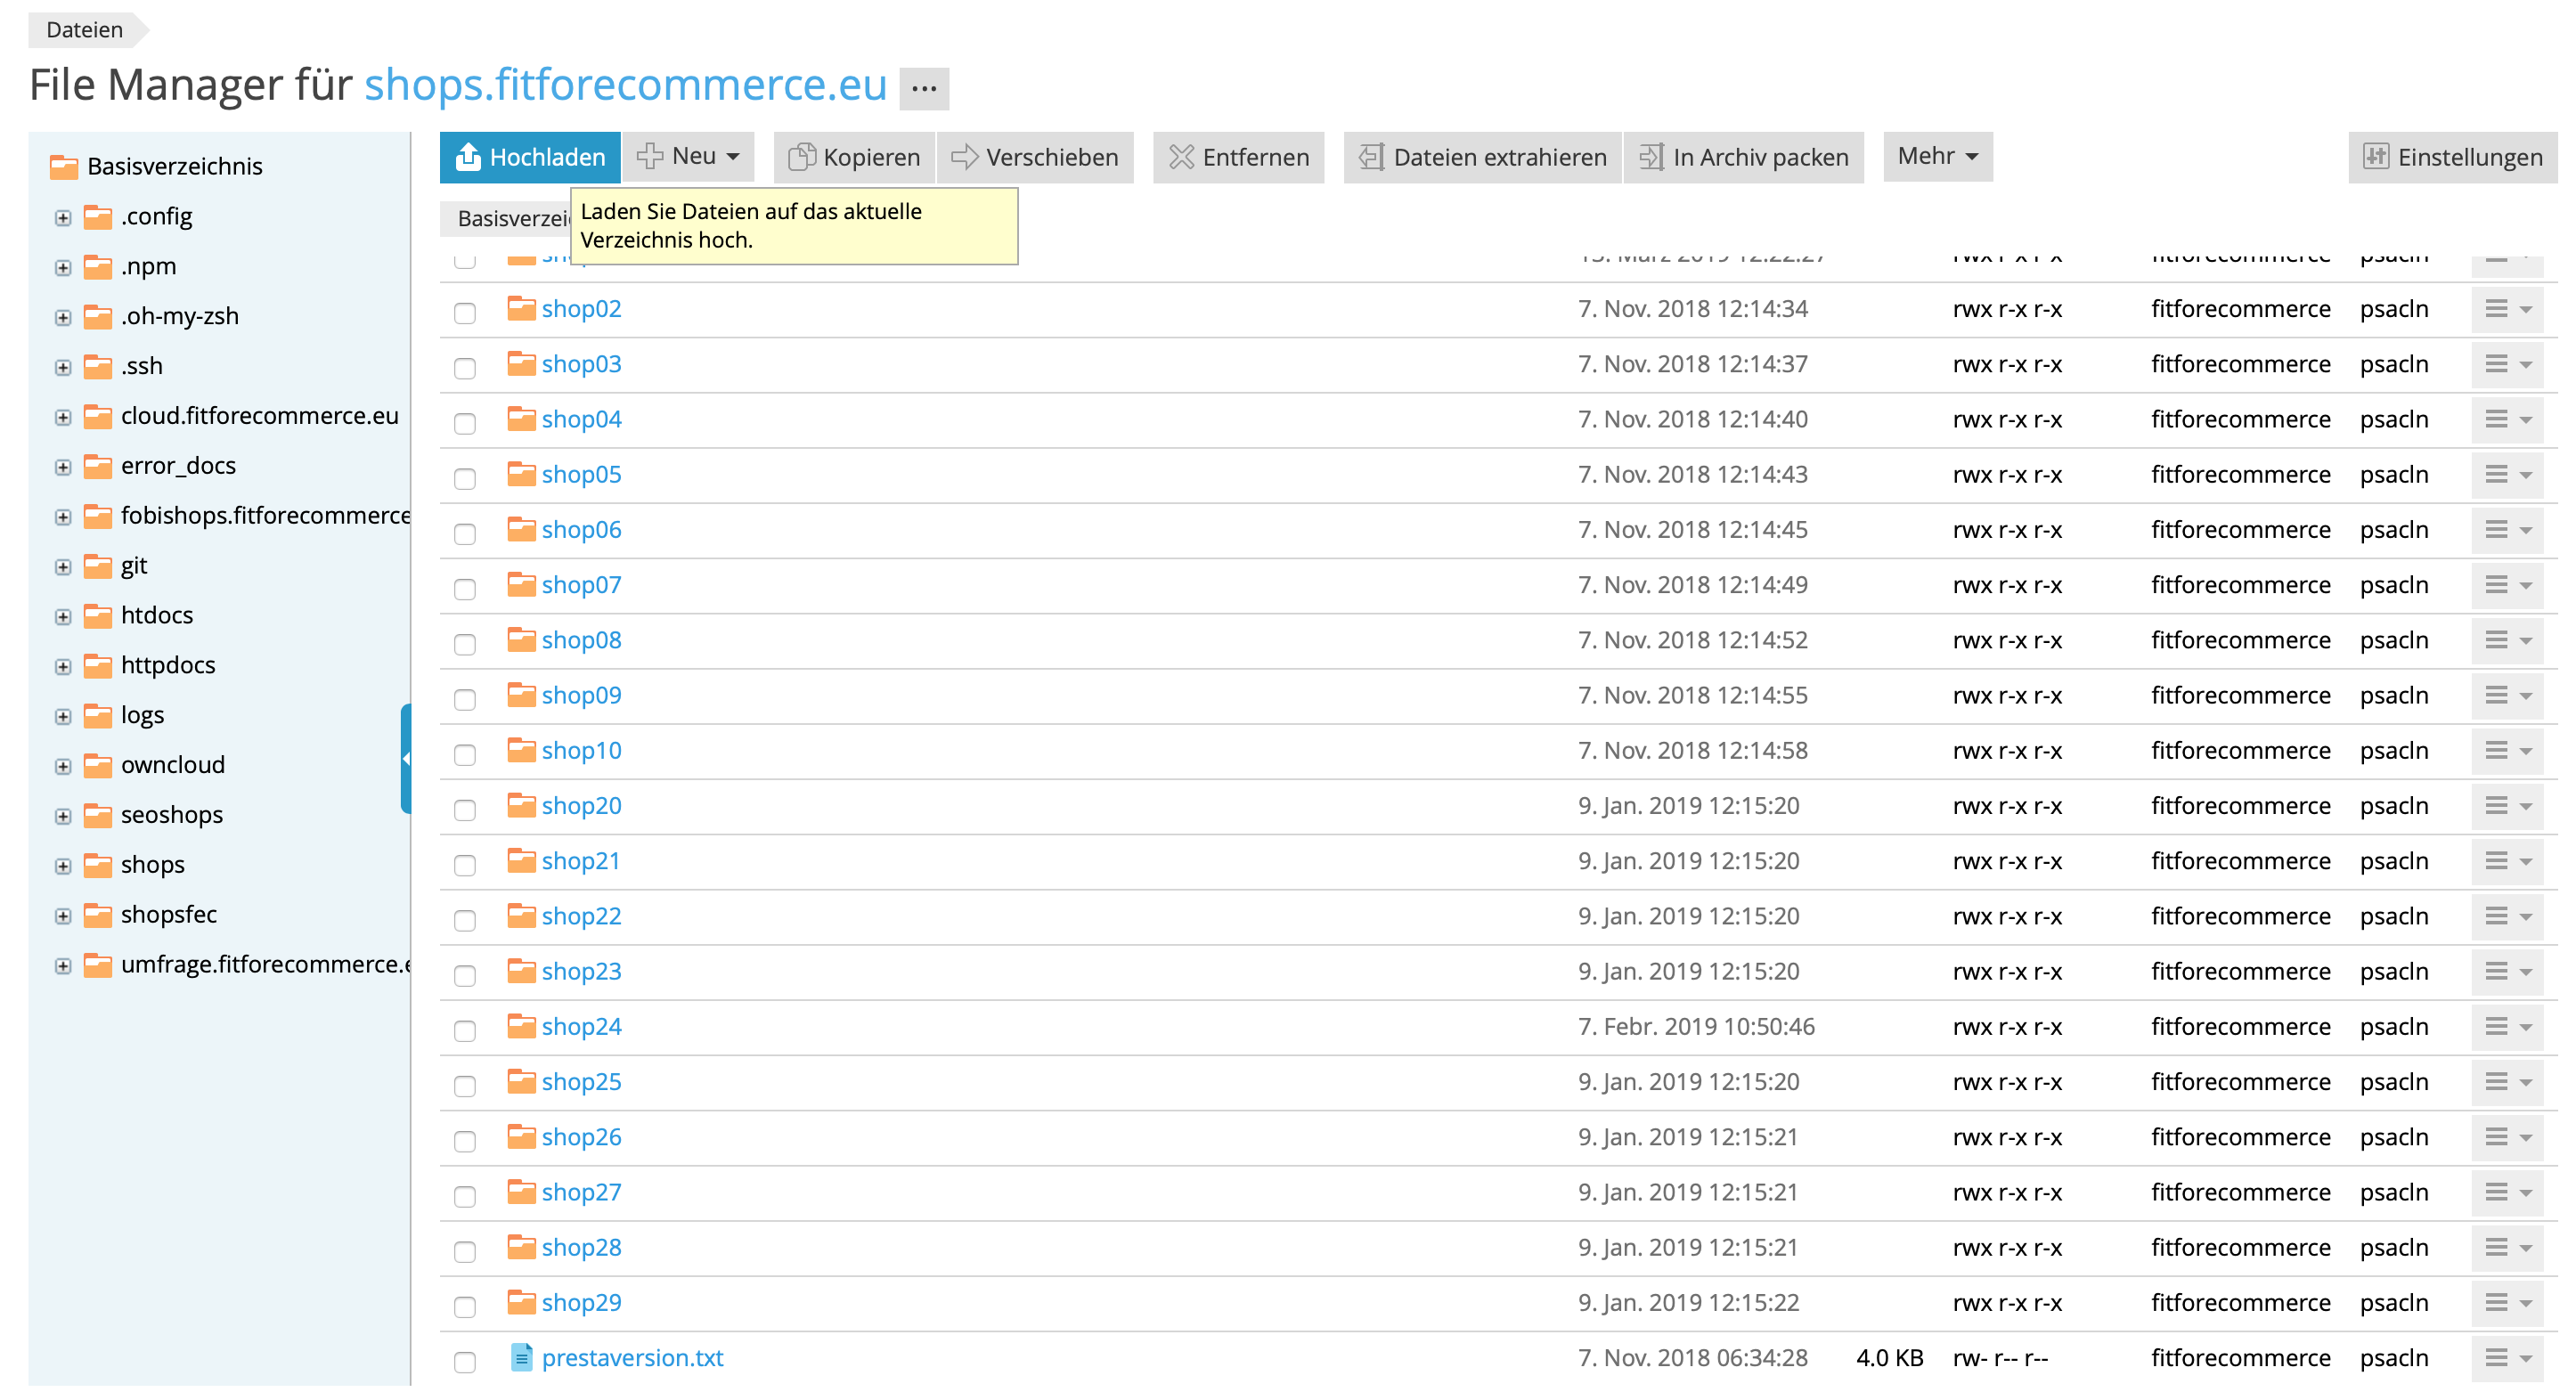 Dateien
File Manager für shops.fitforecommerce.eu ...
Hochladen Neu Kopieren Verschieben Entfernen Dateien extrahieren In Archiv packen Mehr Einstellungen
Laden Sie Dateien auf das aktuelle
Verzeichnis hoch.
Basisverzeichnis
.config
.npm
.oh-my-zsh
.ssh
cloud.fitforecommerce.eu
error_docs
fobishops.fitforecommerce
git
htdocs
httpdocs
logs
owncloud
seoshops
shops
shopsfec
umfrage.fitforecommerce.e
shop02 7. Nov. 2018 12:14:34 rwx r-x r-x fitforecommerce psacln
shop03 7. Nov. 2018 12:14:37 rwx r-x r-x fitforecommerce psacln
shop04 7. Nov. 2018 12:14:40 rwx r-x r-x fitforecommerce psacln
shop05 7. Nov. 2018 12:14:43 rwx r-x r-x fitforecommerce psacln
shop06 7. Nov. 2018 12:14:45 rwx r-x r-x fitforecommerce psacln
shop07 7. Nov. 2018 12:14:49 rwx r-x r-x fitforecommerce psacln
shop08 7. Nov. 2018 12:14:52 rwx r-x r-x fitforecommerce psacln
shop09 7. Nov. 2018 12:14:55 rwx r-x r-x fitforecommerce psacln
shop10 7. Nov. 2018 12:14:58 rwx r-x r-x fitforecommerce psacln
shop20 9. Jan. 2019 12:15:20 rwx r-x r-x fitforecommerce psacln
shop21 9. Jan. 2019 12:15:20 rwx r-x r-x fitforecommerce psacln
shop22 9. Jan. 2019 12:15:20 rwx r-x r-x fitforecommerce psacln
shop23 9. Jan. 2019 12:15:20 rwx r-x r-x fitforecommerce psacln
shop24 7. Febr. 2019 10:50:46 rwx r-x r-x fitforecommerce psacln
shop25 9. Jan. 2019 12:15:20 rwx r-x r-x fitforecommerce psacln
shop26 9. Jan. 2019 12:15:21 rwx r-x r-x fitforecommerce psacln
shop27 9. Jan. 2019 12:15:21 rwx r-x r-x fitforecommerce psacln
shop28 9. Jan. 2019 12:15:21 rwx r-x r-x fitforecommerce psacln
shop29 9. Jan. 2019 12:15:22 rwx r-x r-x fitforecommerce psacln
prestaversion.txt 7. Nov. 2018 06:34:28 4.0 KB rw- r-- r-- fitforecommerce psacln